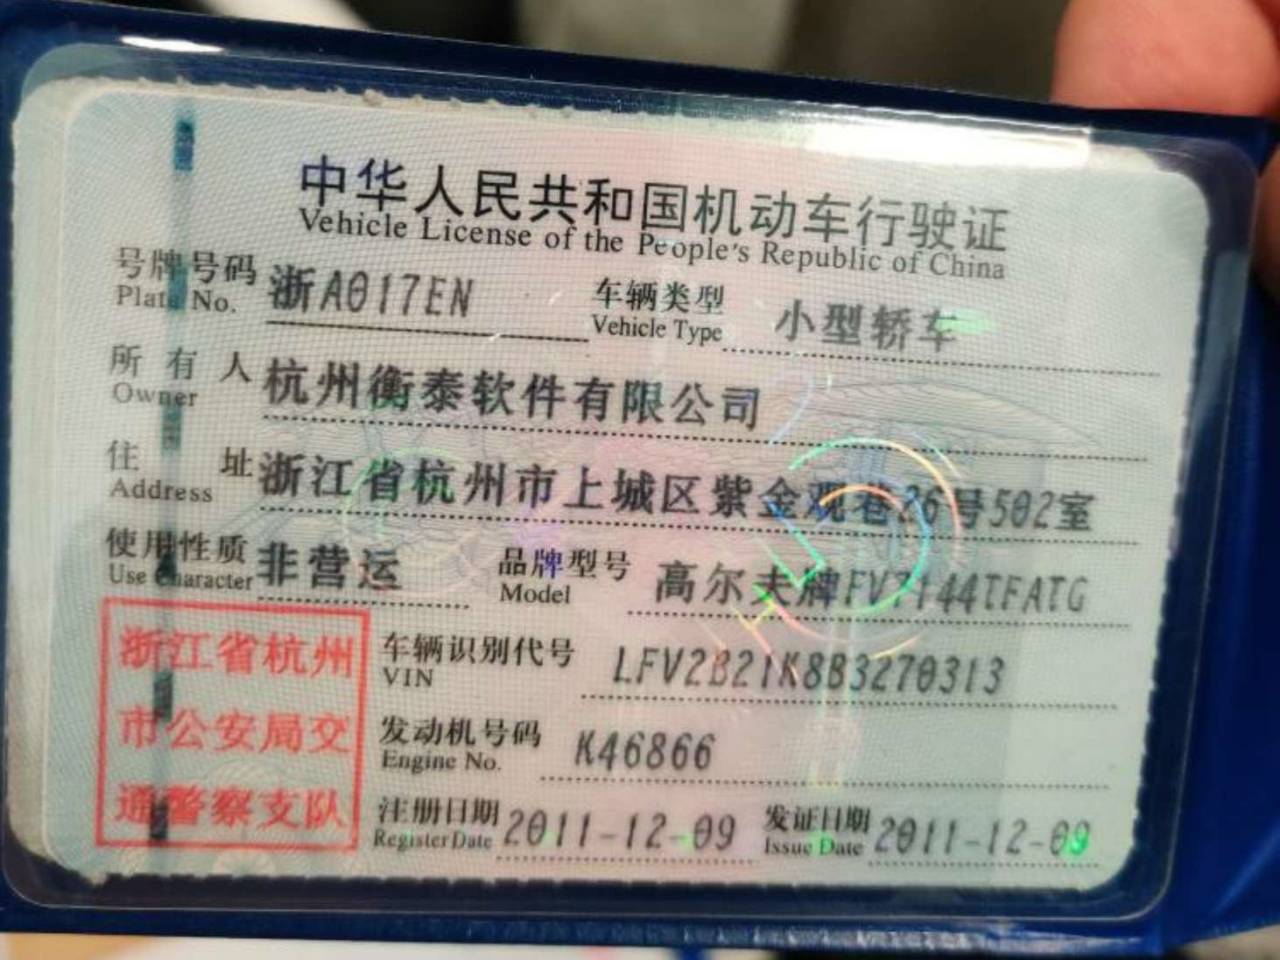 中华人民共和国机动车行驶证
Vehicle License of the People's Republic of China
号牌号码 浙A017EN 车辆类型 小型轿车
Plate No. Vehicle Type
所有人 杭州衡泰软件有限公司
Owner
住址 浙江省杭州市上城区紫金观巷26号502室
Address
使用性质 非营运 品牌型号 高尔夫牌FV7144TFATG
Use Character Model
浙江省杭州
市公安局交
通警察支队
车辆识别代号 LFV2B21K8B3270313
VIN
发动机号码 K46866
Engine No.
注册日期 2011-12-09 发证日期 2011-12-09
Register Date Issue Date